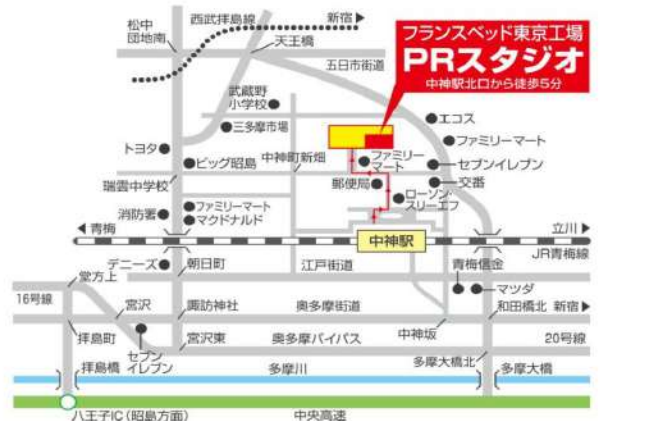 松中
団地南
西武拝島線
新宿▶
天王橋
五日市街道
フランスベッド東京工場
PRスタジオ
中神駅北口から徒歩5分
武蔵野
小学校
三多摩市場
エコス
ファミリーマート
トヨタ
ビッグ昭島
中神町新畑
ファミリー
マート
セブンイレブン
郵便局
交番
瑞雲中学校
ローソン・
スリーエフ
消防署
ファミリーマート
マクドナルド
◀青梅
中神駅
立川▶
JR青梅線
デニーズ
朝日町
江戸街道
青梅信金
堂方上
マツダ
16号線
宮沢
諏訪神社
奥多摩街道
和田橋北
新宿▶
拝島町
セブン
イレブン
宮沢東
奥多摩バイパス
中神坂
20号線
多摩大橋北
拝島橋
多摩川
多摩大橋
八王子IC(昭島方面)
中央高速